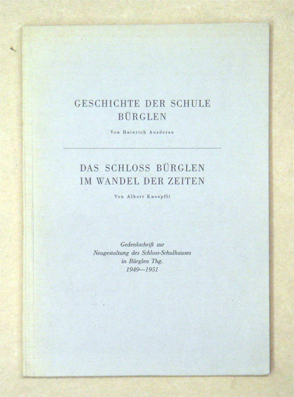 GESCHICHTE DER SCHULE
BÜRGLEN
Von Heinrich Auxderau
DAS SCHLOSS BÜRGLEN
IM WANDEL DER ZEITEN
Von Albert Knoepfli
Gedenkschrift zur
Neugestaltung des Schloss-Schulhauses
in Bürglen Thg.
1949—1951